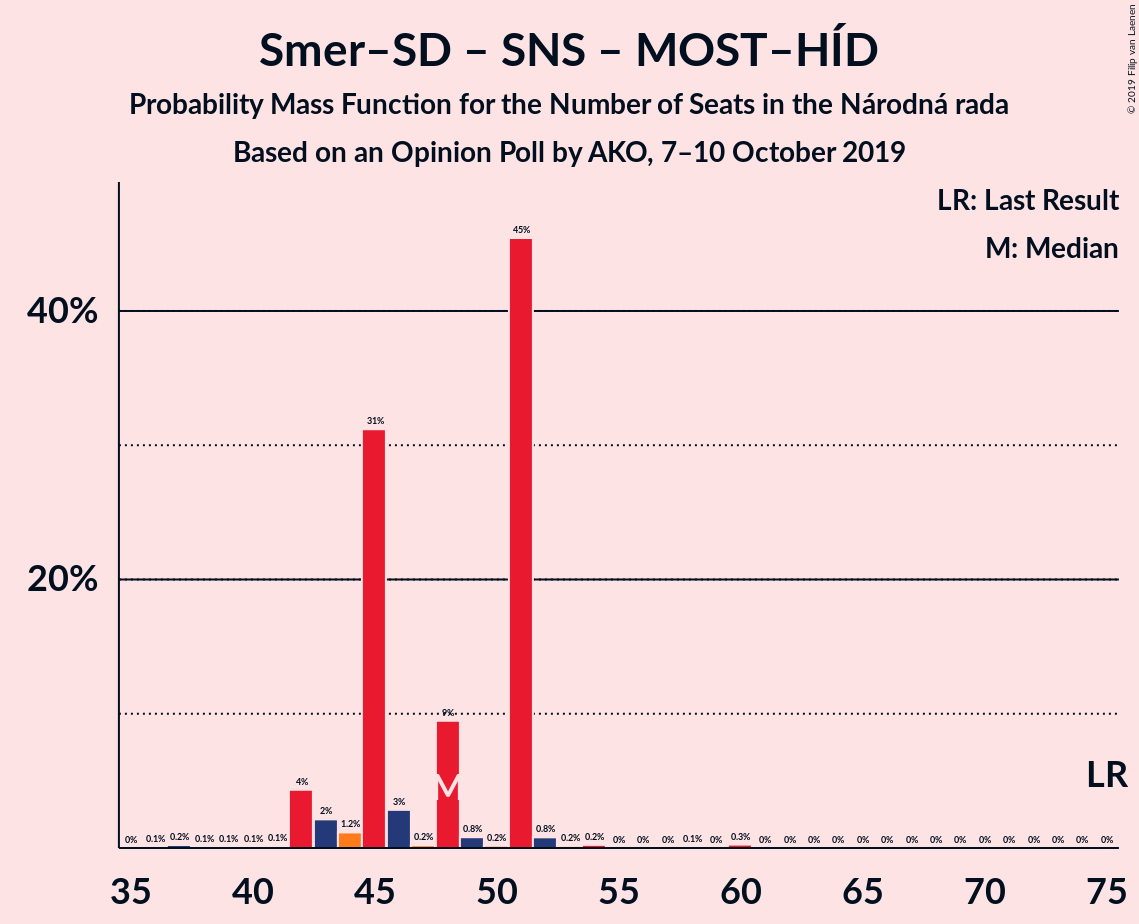 Smer–SD – SNS – MOST–HÍD
Probability Mass Function for the Number of Seats in the Národná rada
Based on an Opinion Poll by AKO, 7–10 October 2019
© 2019 Filip van Laenen
LR: Last Result
M: Median
45%
40%
31%
20%
9%
M
LR
4%
3%
2%
1.2%
0% 0.1% 0.2% 0.1% 0.1% 0.1% 0.1% 0.2% 0.8% 0.2% 0.8% 0.2% 0.2% 0% 0% 0% 0.1% 0% 0.3% 0% 0% 0% 0% 0% 0% 0% 0% 0% 0% 0% 0% 0% 0% 0%
35 40 45 50 55 60 65 70 75